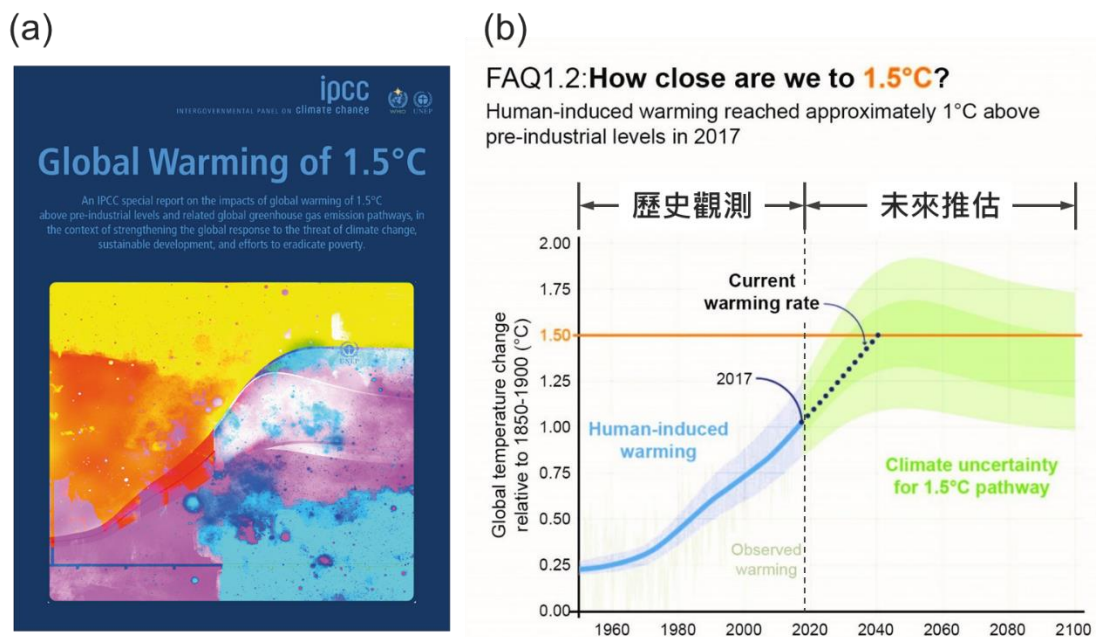 (a)
ipcc
INTERGOVERNMENTAL PANEL ON climate change
WMO
UNEP
Global Warming of 1.5°C
An IPCC special report on the impacts of global warming of 1.5°C
above pre-industrial levels and related global greenhouse gas emission pathways, in
the context of strengthening the global response to the threat of climate change,
sustainable development, and efforts to eradicate poverty.
UNEP
(b)
FAQ1.2:How close are we to 1.5°C?
Human-induced warming reached approximately 1°C above
pre-industrial levels in 2017
歷史觀測
未來推估
Global temperature change
relative to 1850-1900 (°C)
2.00
1.75
1.50
1.25
1.00
0.75
0.50
0.25
0.00
Current
warming rate
2017
Human-induced
warming
Climate uncertainty
for 1.5°C pathway
Observed
warming
1960
1980
2000
2020
2040
2060
2080
2100